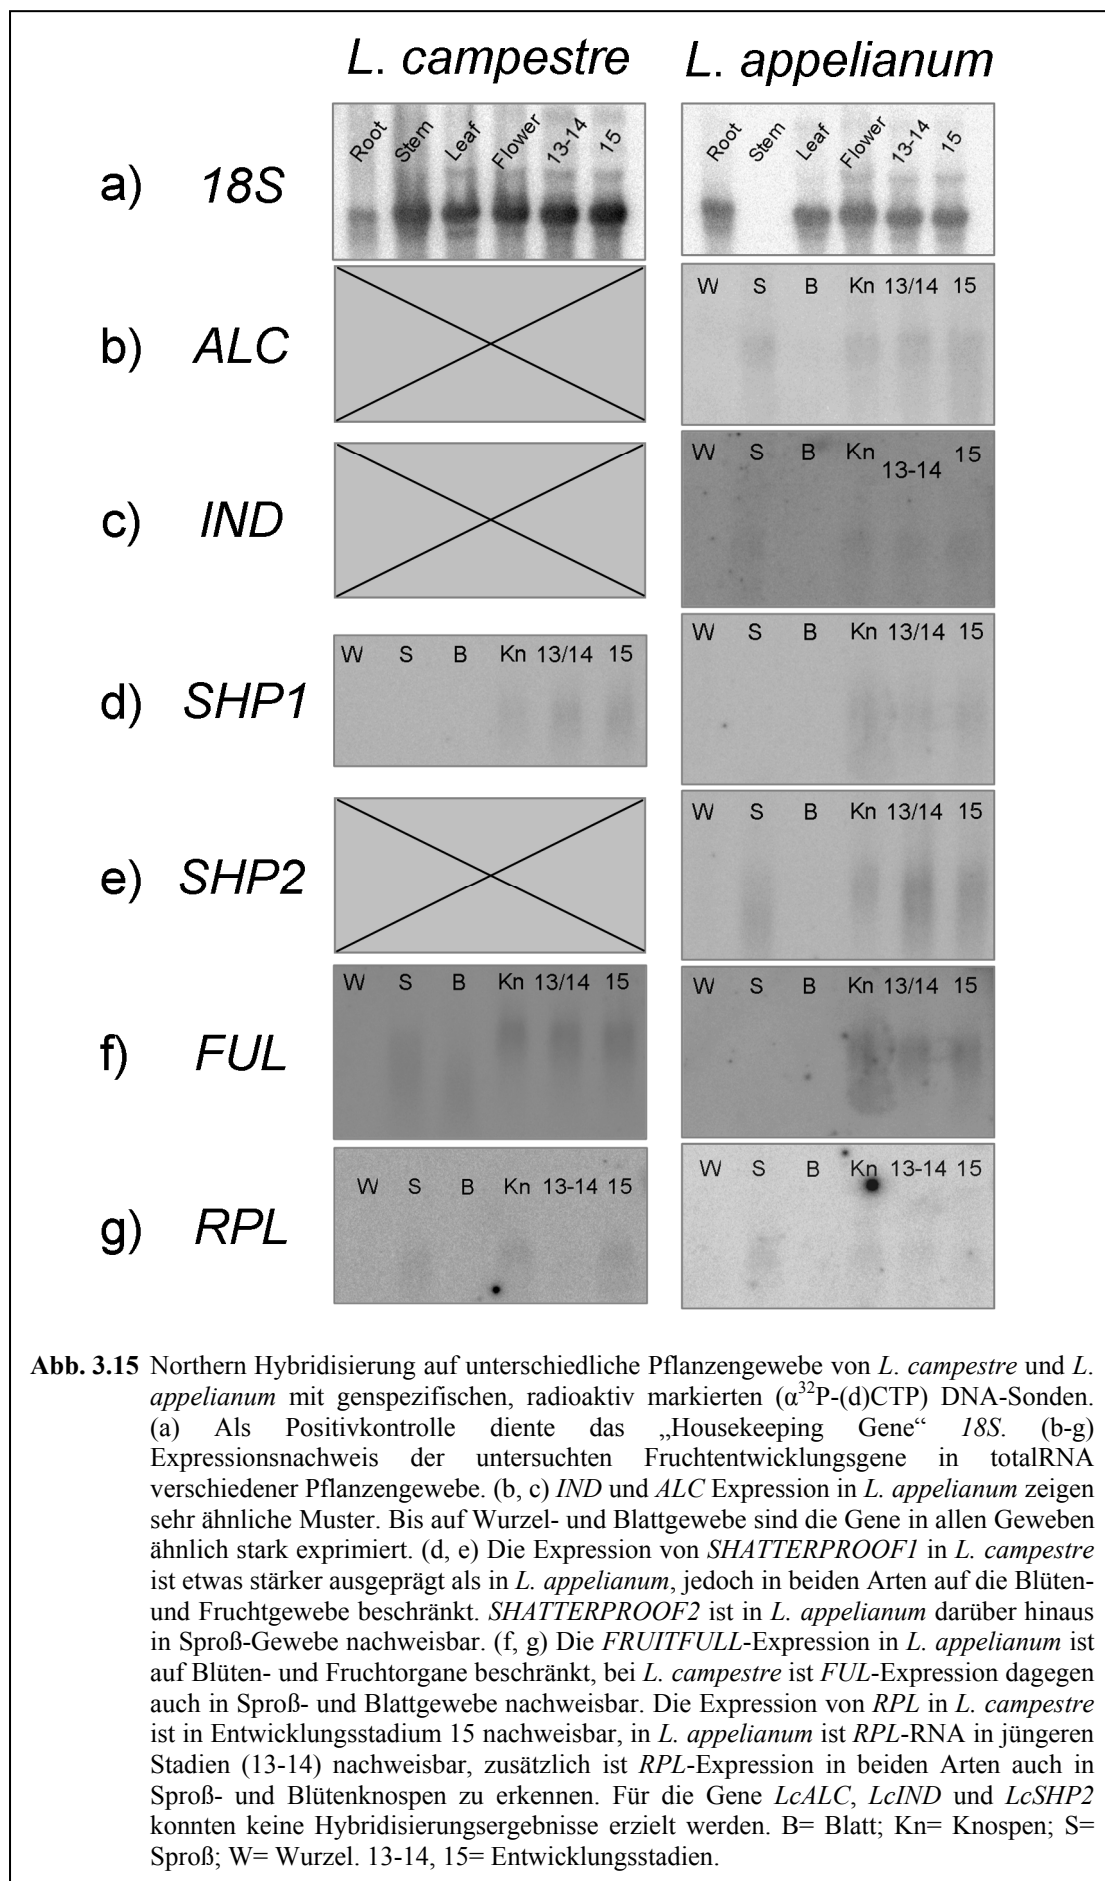 L. campestre L. appelianum
Root Stem Leaf Flower 13-14 15 Root Stem Leaf Flower 13-14 15
a) 18S
W S B Kn 13/14 15
b) ALC
W S B Kn 13-14 15
c) IND
W S B Kn 13/14 15 W S B Kn 13/14 15
d) SHP1
W S B Kn 13/14 15
e) SHP2
W S B Kn 13/14 15 W S B Kn 13/14 15
f) FUL
W S B Kn 13-14 15 W S B Kn 13-14 15
g) RPL
Abb. 3.15 Northern Hybridisierung auf unterschiedliche Pflanzengewebe von L. campestre und L.
appelianum mit genspezifischen, radioaktiv markierten (α³²P-(d)CTP) DNA-Sonden.
(a) Als Positivkontrolle diente das „Housekeeping Gene“ 18S. (b-g)
Expressionsnachweis der untersuchten Fruchtentwicklungsgene in totalRNA
verschiedener Pflanzengewebe. (b, c) IND und ALC Expression in L. appelianum zeigen
sehr ähnliche Muster. Bis auf Wurzel- und Blattgewebe sind die Gene in allen Geweben
ähnlich stark exprimiert. (d, e) Die Expression von SHATTERPROOF1 in L. campestre
ist etwas stärker ausgeprägt als in L. appelianum, jedoch in beiden Arten auf die Blüten-
und Fruchtgewebe beschränkt. SHATTERPROOF2 ist in L. appelianum darüber hinaus
in Sproß-Gewebe nachweisbar. (f, g) Die FRUITFULL-Expression in L. appelianum ist
auf Blüten- und Fruchtorgane beschränkt, bei L. campestre ist FUL-Expression dagegen
auch in Sproß- und Blattgewebe nachweisbar. Die Expression von RPL in L. campestre
ist in Entwicklungsstadium 15 nachweisbar, in L. appelianum ist RPL-RNA in jüngeren
Stadien (13-14) nachweisbar, zusätzlich ist RPL-Expression in beiden Arten auch in
Sproß- und Blütenknospen zu erkennen. Für die Gene LcALC, LcIND und LcSHP2
konnten keine Hybridisierungsergebnisse erzielt werden. B= Blatt; Kn= Knospen; S=
Sproß; W= Wurzel. 13-14, 15= Entwicklungsstadien.